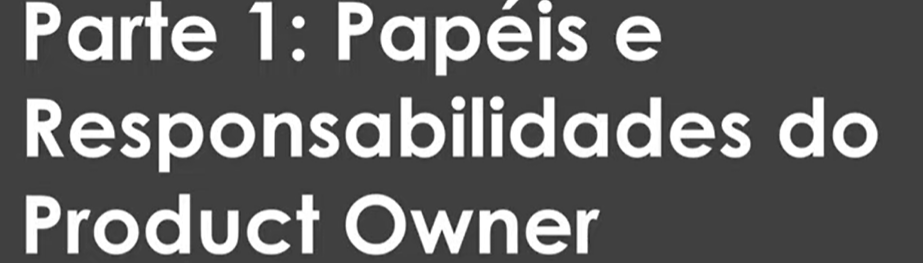 Parte 1: Papéis e
Responsabilidades do
Product Owner